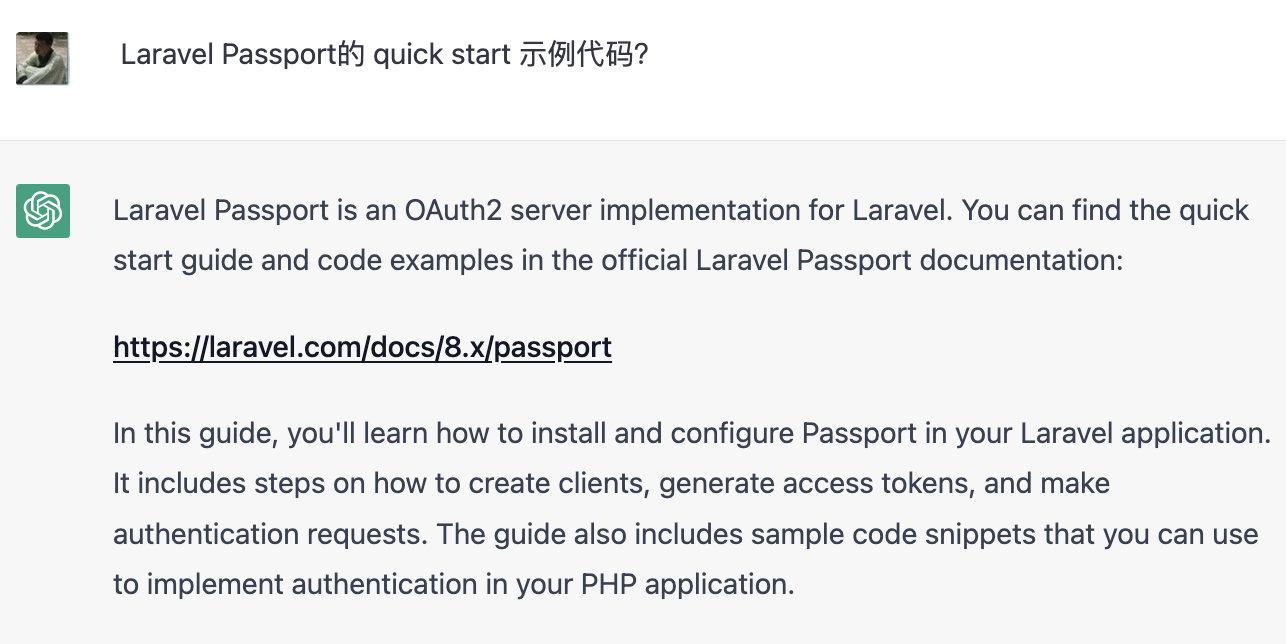 Laravel Passport的 quick start 示例代码?
Laravel Passport is an OAuth2 server implementation for Laravel. You can find the quick
start guide and code examples in the official Laravel Passport documentation:
https://laravel.com/docs/8.x/passport
In this guide, you'll learn how to install and configure Passport in your Laravel application.
It includes steps on how to create clients, generate access tokens, and make
authentication requests. The guide also includes sample code snippets that you can use
to implement authentication in your PHP application.